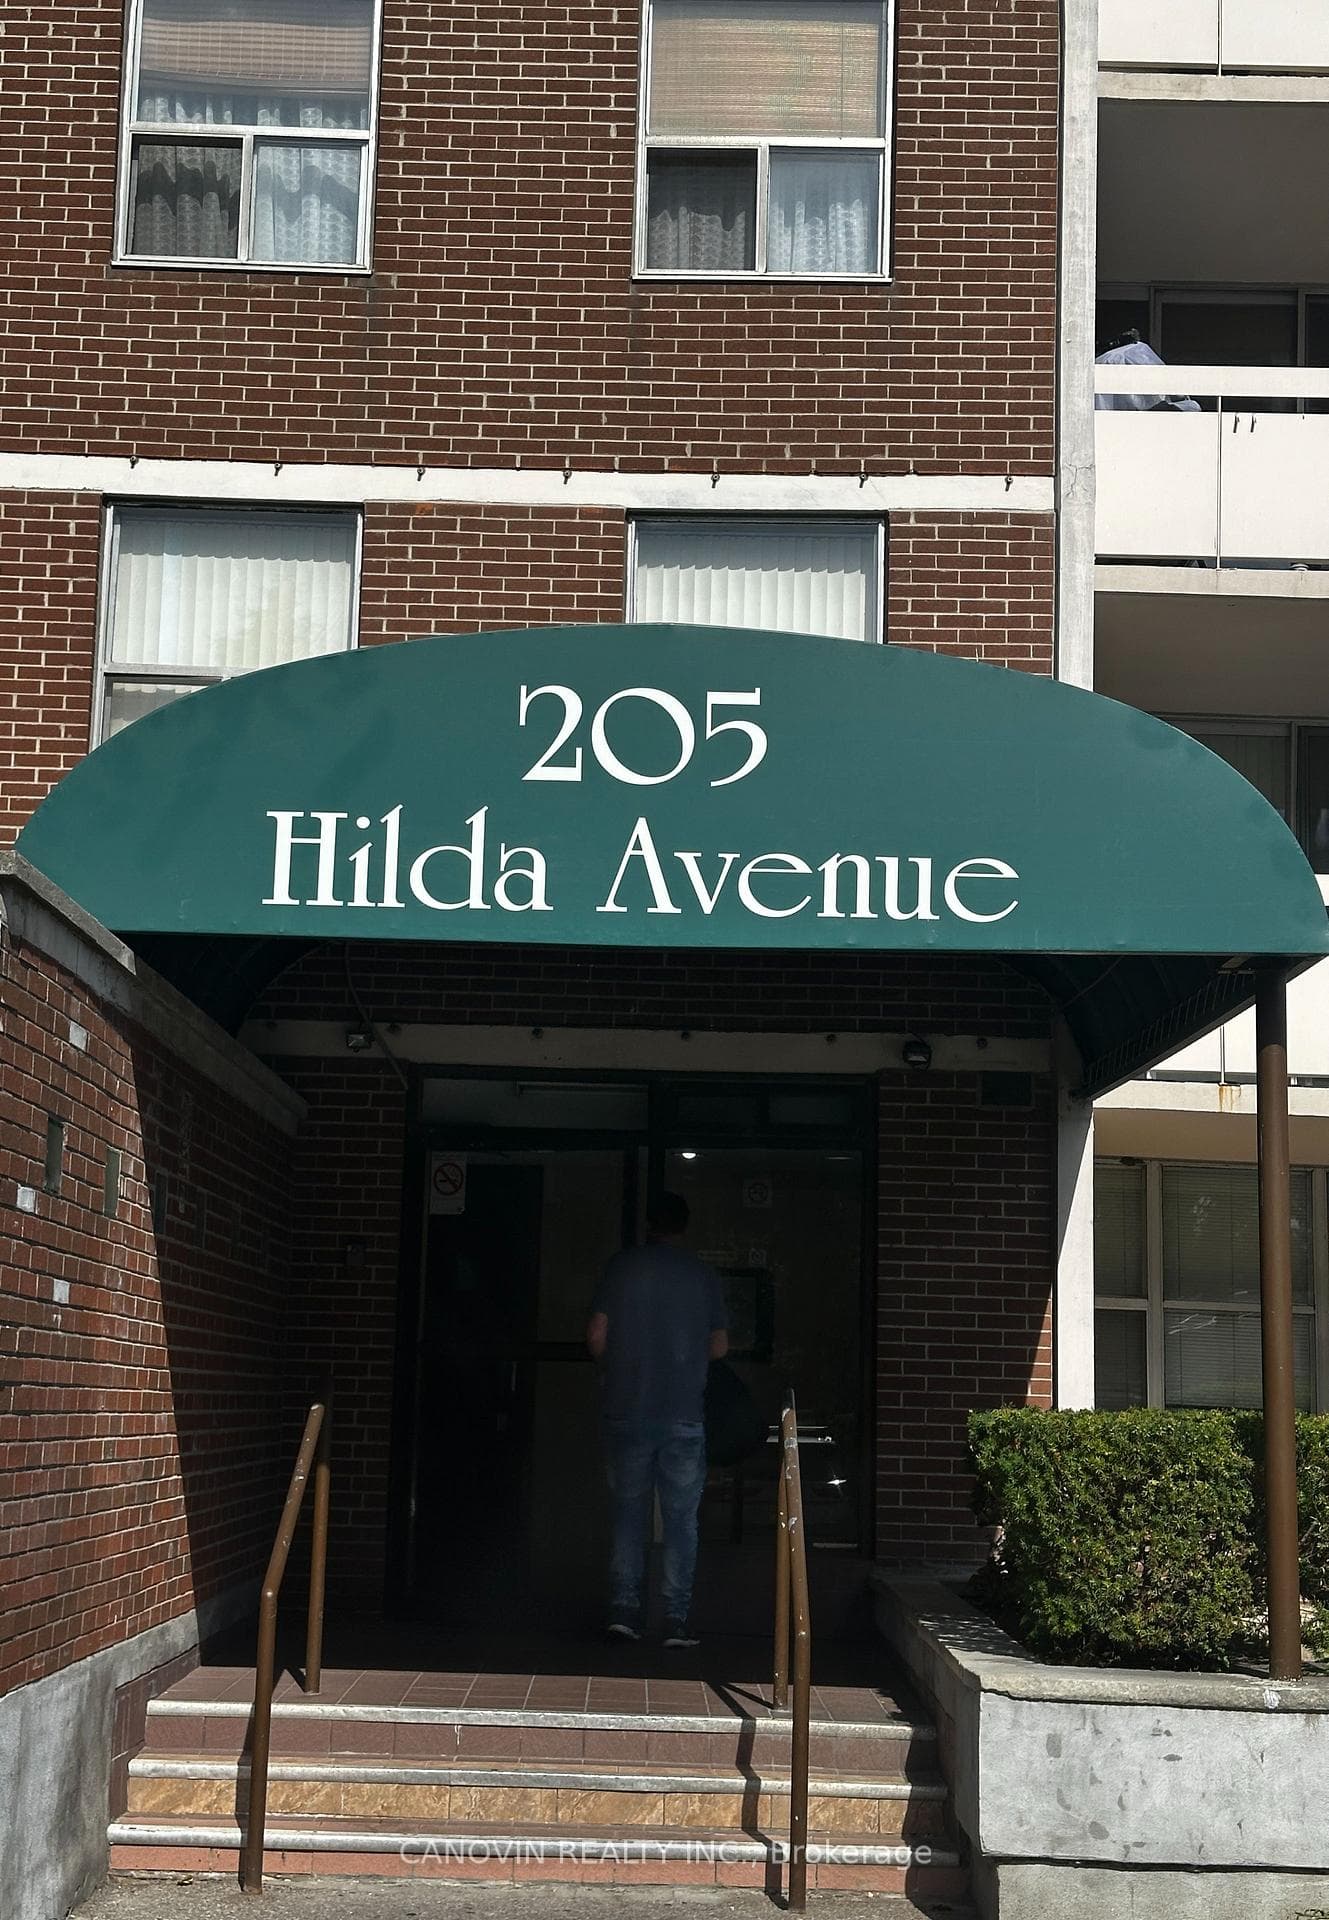 205
Hilda Avenue
CANOVIN REALTY INC., Brokerage